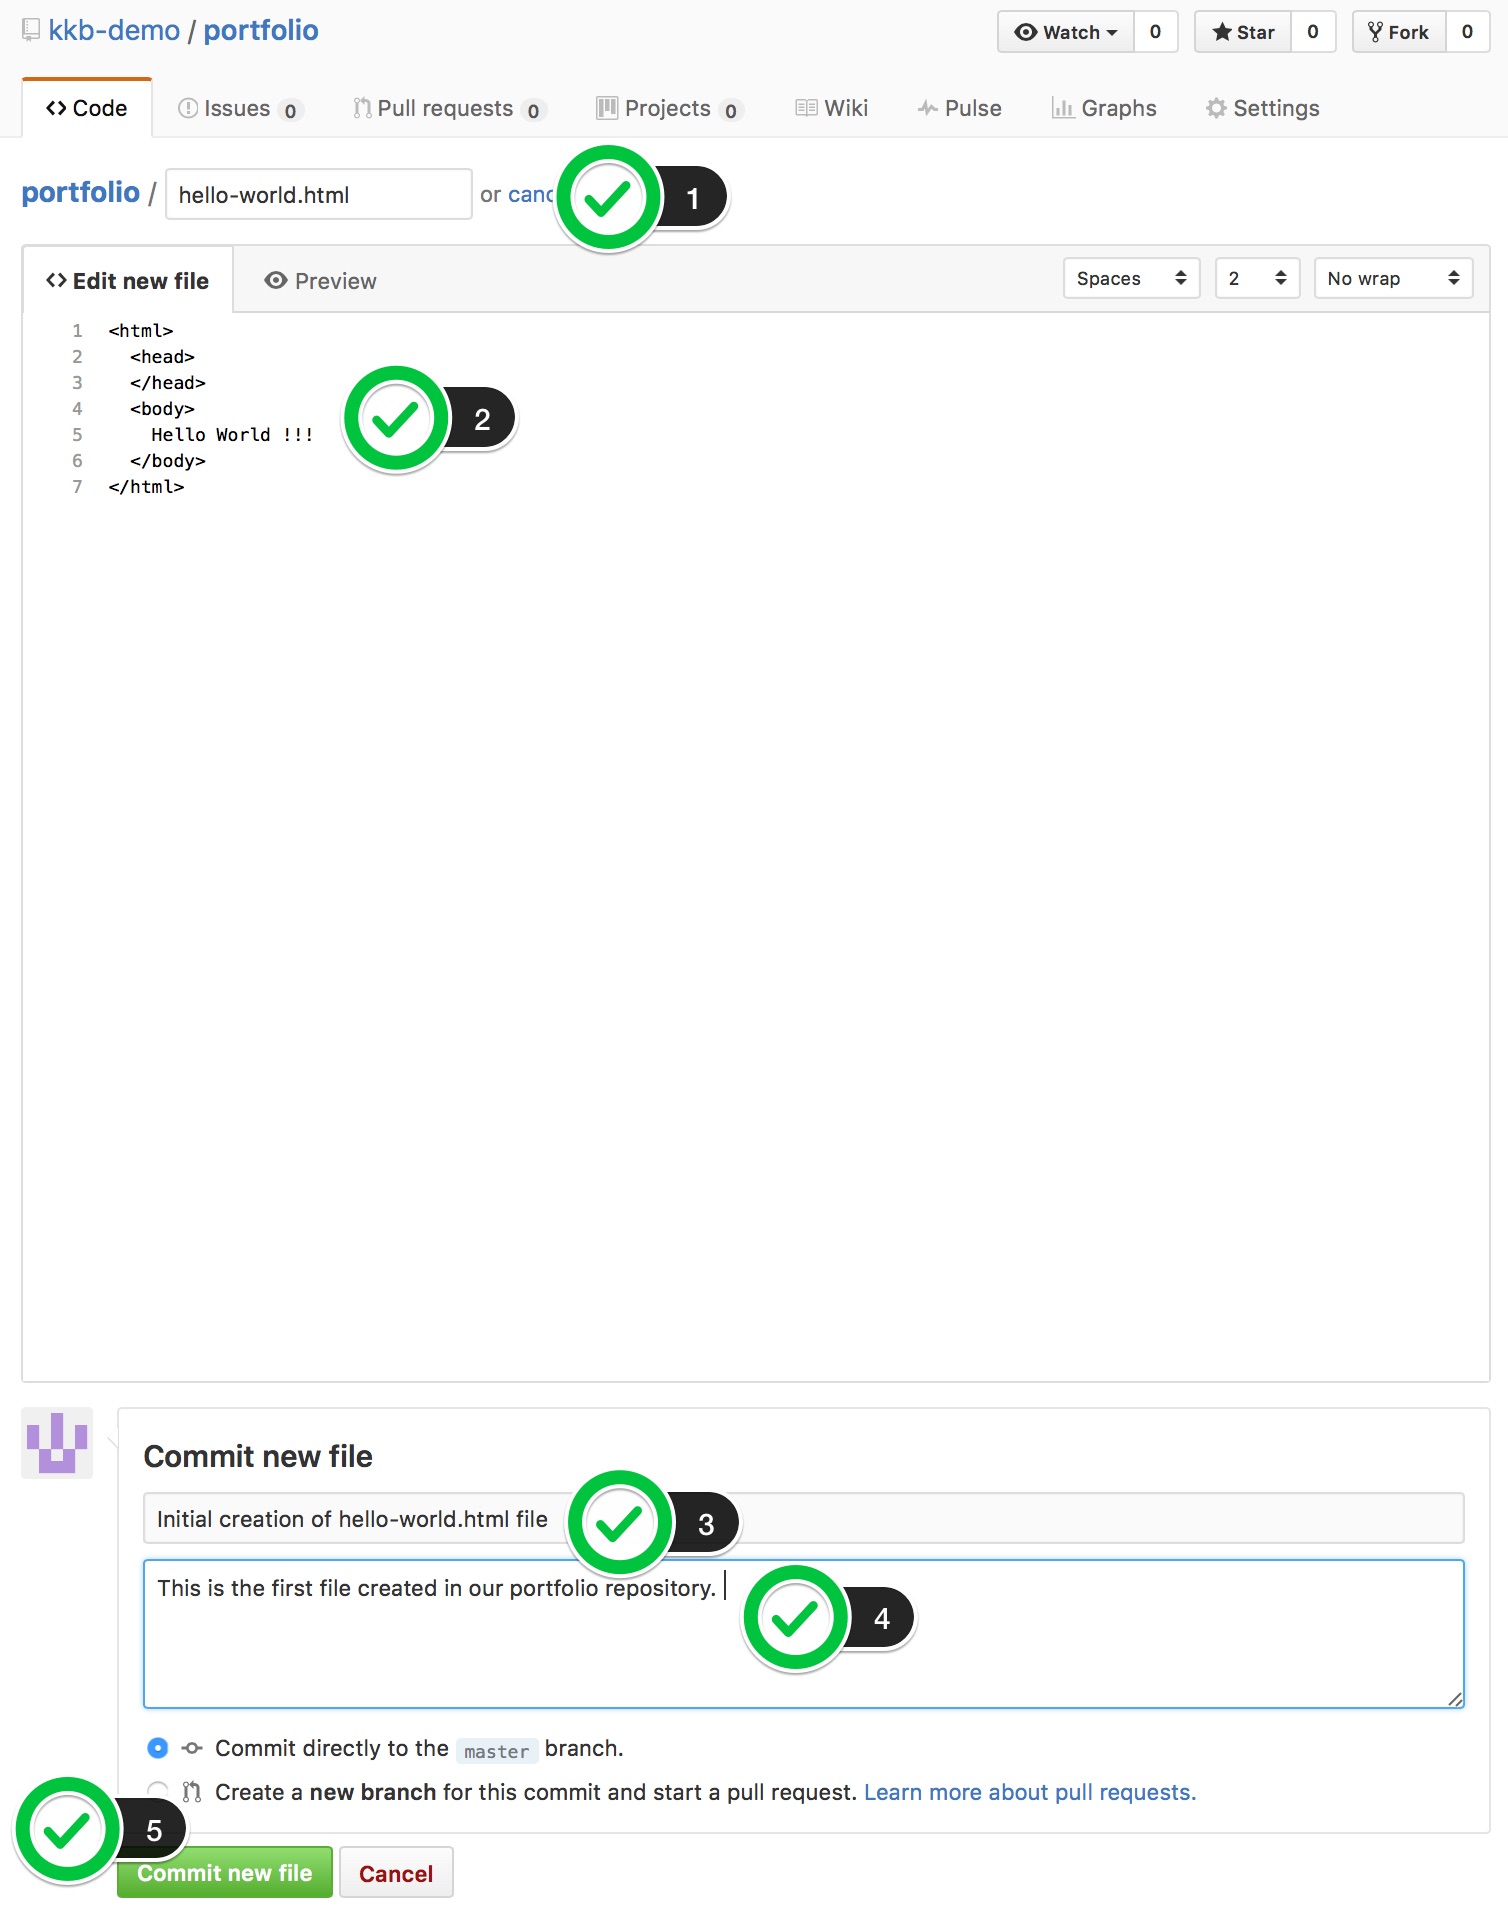 kkb-demo / portfolio
Watch 0 Star 0 Fork 0
Code Issues 0 Pull requests 0 Projects 0 Wiki Pulse Graphs Settings
portfolio / hello-world.html or 1
Edit new file Preview Spaces 2 No wrap
1 <html>
2 <head>
3 </head>
4 <body>
5 Hello World !!!
6 </body>
7 </html>
2
Commit new file
Initial creation of hello-world.html file 3
This is the first file created in our portfolio repository.
4
Commit directly to the master branch.
Create a new branch for this commit and start a pull request. Learn more about pull requests.
5
Commit new file Cancel